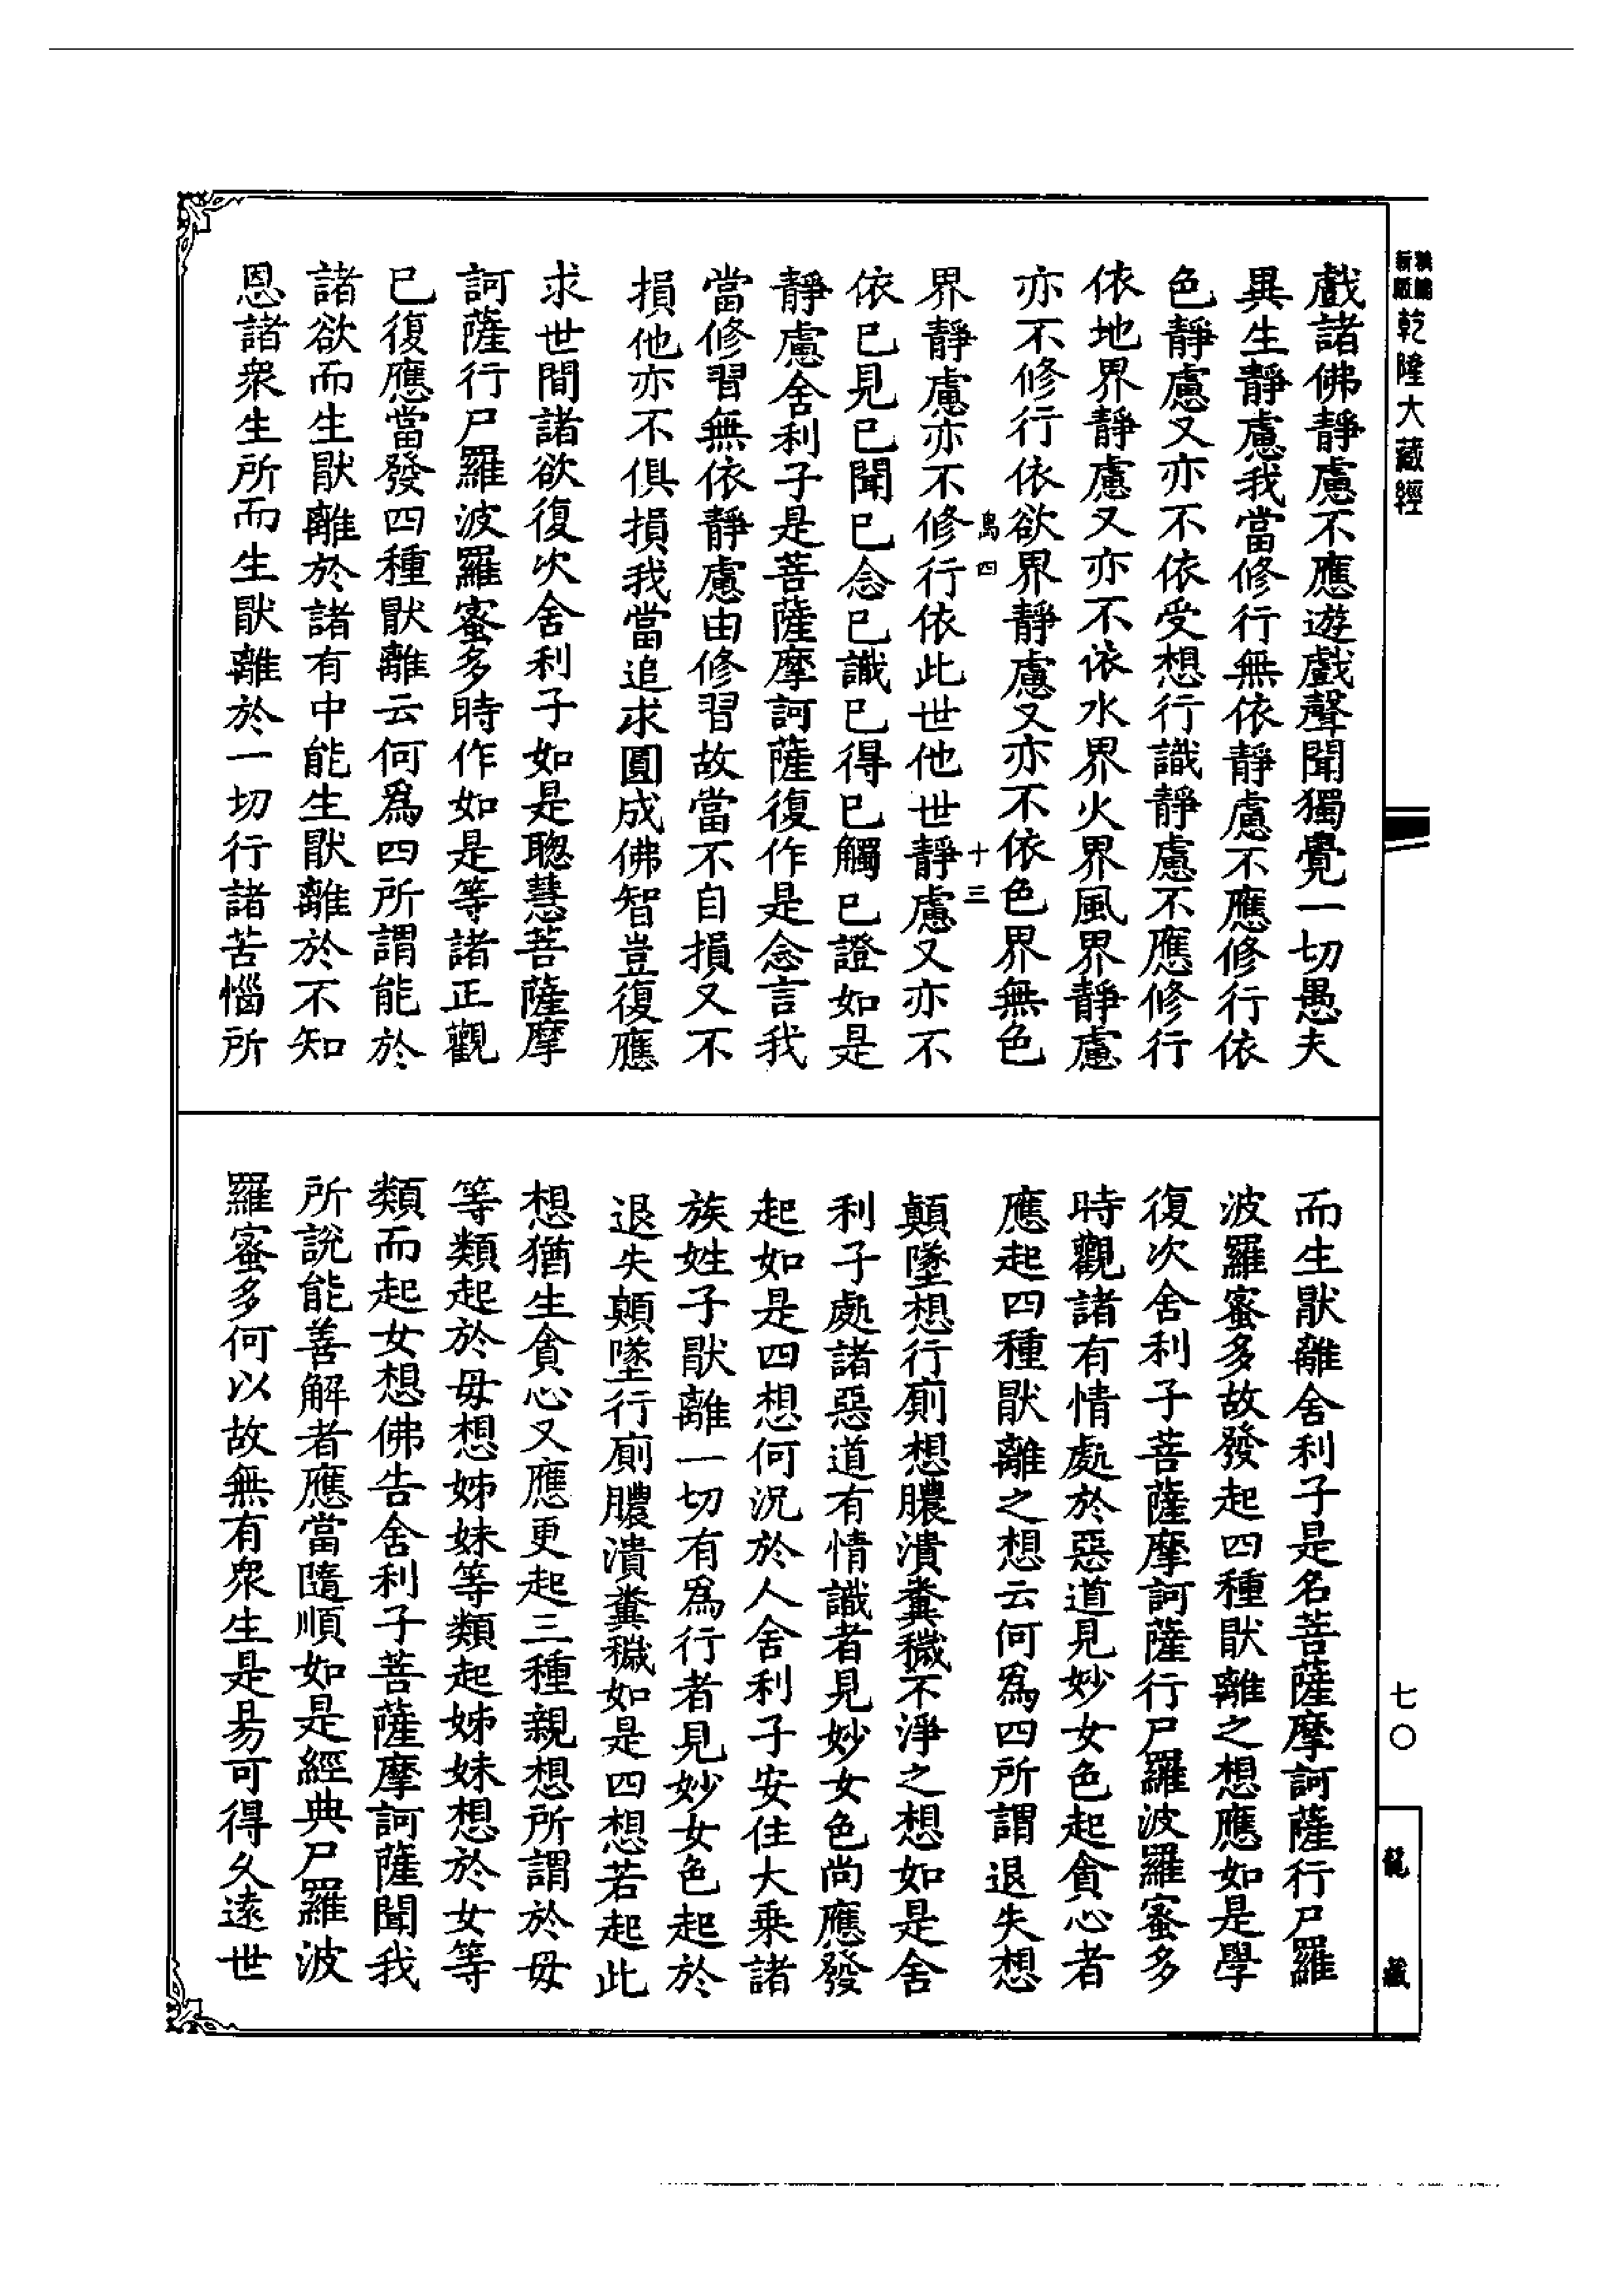 乾隆大藏經
戲諸佛靜慮不應遊戲聲聞獨覺一切愚夫
異生靜慮我當修行無依靜慮不應修行依
色靜慮又亦不依受想行識靜慮不應修行
依地界靜慮又亦不依水界火界風界靜慮
亦不修行依欲界靜慮又亦不依色界無色
禹四 十三
界靜慮亦不修行依此世他世靜慮又亦不
依已見已聞已念已識已得已觸已證如是
靜慮舍利子是菩薩摩訶薩復作是念言我
當修習無依靜慮由修習故當不自損又不
損他亦不俱損我當追求圓成佛智豈復應
求世間諸欲復次舍利子如是聰慧菩薩摩
訶薩行尸羅波羅蜜多時作如是等諸正觀
已復應當發四種厭離云何為四所謂能於
諸欲而生厭離於諸有中能生厭離於不知
恩諸眾生所而生厭離於一切行諸苦惱所
而生厭離舍利子是名菩薩摩訶薩行尸羅
波羅蜜多故發起四種厭離之想應如是學
復次舍利子菩薩摩訶薩行尸羅波羅蜜多
時觀諸有情處於惡道見妙女色起貪心者
應起四種厭離之想云何為四所謂退失想
顛墜想行廁想膿潰糞穢不淨之想如是舍
利子處諸惡道有情識者見妙女色尚應發
起如是四想何況於人舍利子安住大乘諸
族姓子厭離一切有為行者見妙女色起於
退失顛墜行廁膿潰糞穢如是四想若起此
想猶生貪心又應更起三種親想所謂於毋
等類起於毋想姊妹等類起姊妹想於女等
類而起女想佛告舍利子菩薩摩訶薩聞我
所說能善解者應當隨順如是經典尸羅波
羅蜜多何以故無有眾生是易可得久遠世
七〇
龍藏